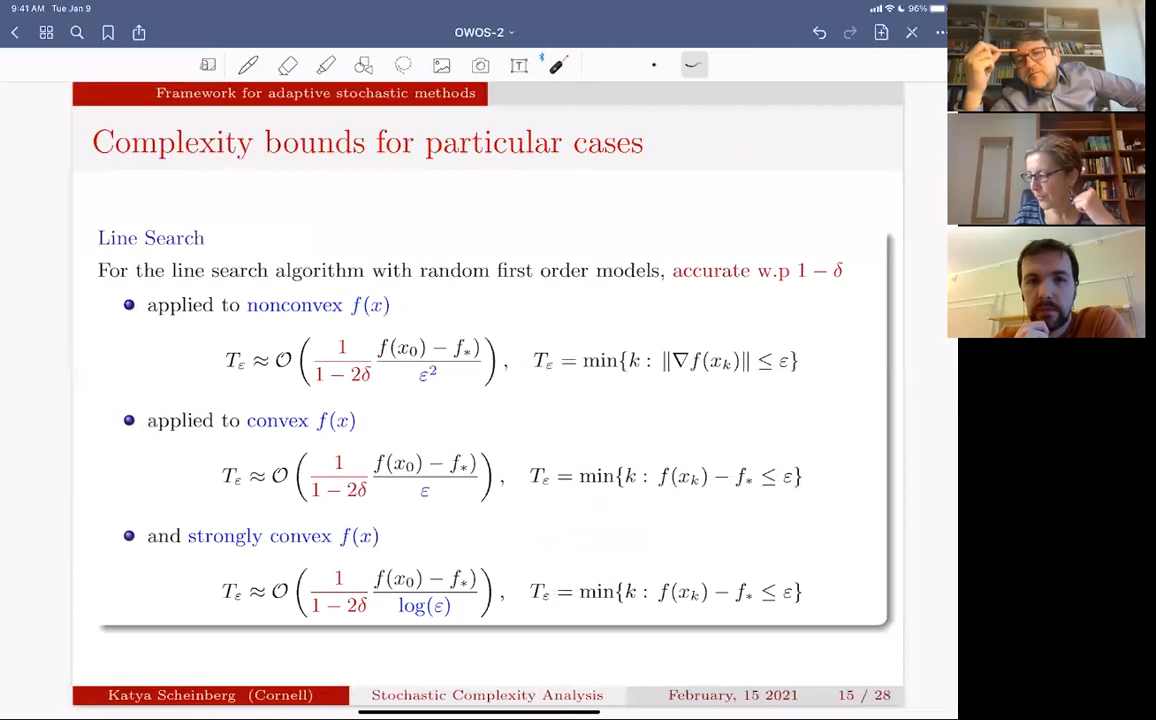 9:41 AM Tue Jan 9
96%
OWOS-2
T
Framework for adaptive stochastic methods
Complexity bounds for particular cases
Line Search
For the line search algorithm with random first order models, accurate w.p 1 − δ
applied to nonconvex f(x)
T_ε ≈ 𝒪 ( 1/(1 − 2δ) (f(x₀) − f_*)/ε² ) , T_ε = min{k : ‖∇f(x_k)‖ ≤ ε}
applied to convex f(x)
T_ε ≈ 𝒪 ( 1/(1 − 2δ) (f(x₀) − f_*)/ε ) , T_ε = min{k : f(x_k) − f_* ≤ ε}
and strongly convex f(x)
T_ε ≈ 𝒪 ( 1/(1 − 2δ) (f(x₀) − f_*)/log(ε) ) , T_ε = min{k : f(x_k) − f_* ≤ ε}
Katya Scheinberg (Cornell) Stochastic Complexity Analysis February, 15 2021 15 / 28